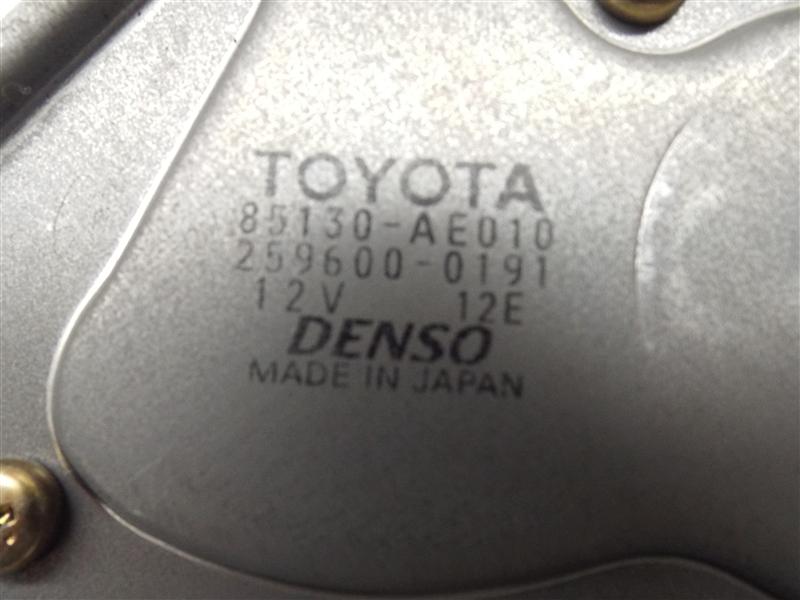 TOYOTA
85130-AE010
259600-0191
12V 12E
DENSO
MADE IN JAPAN